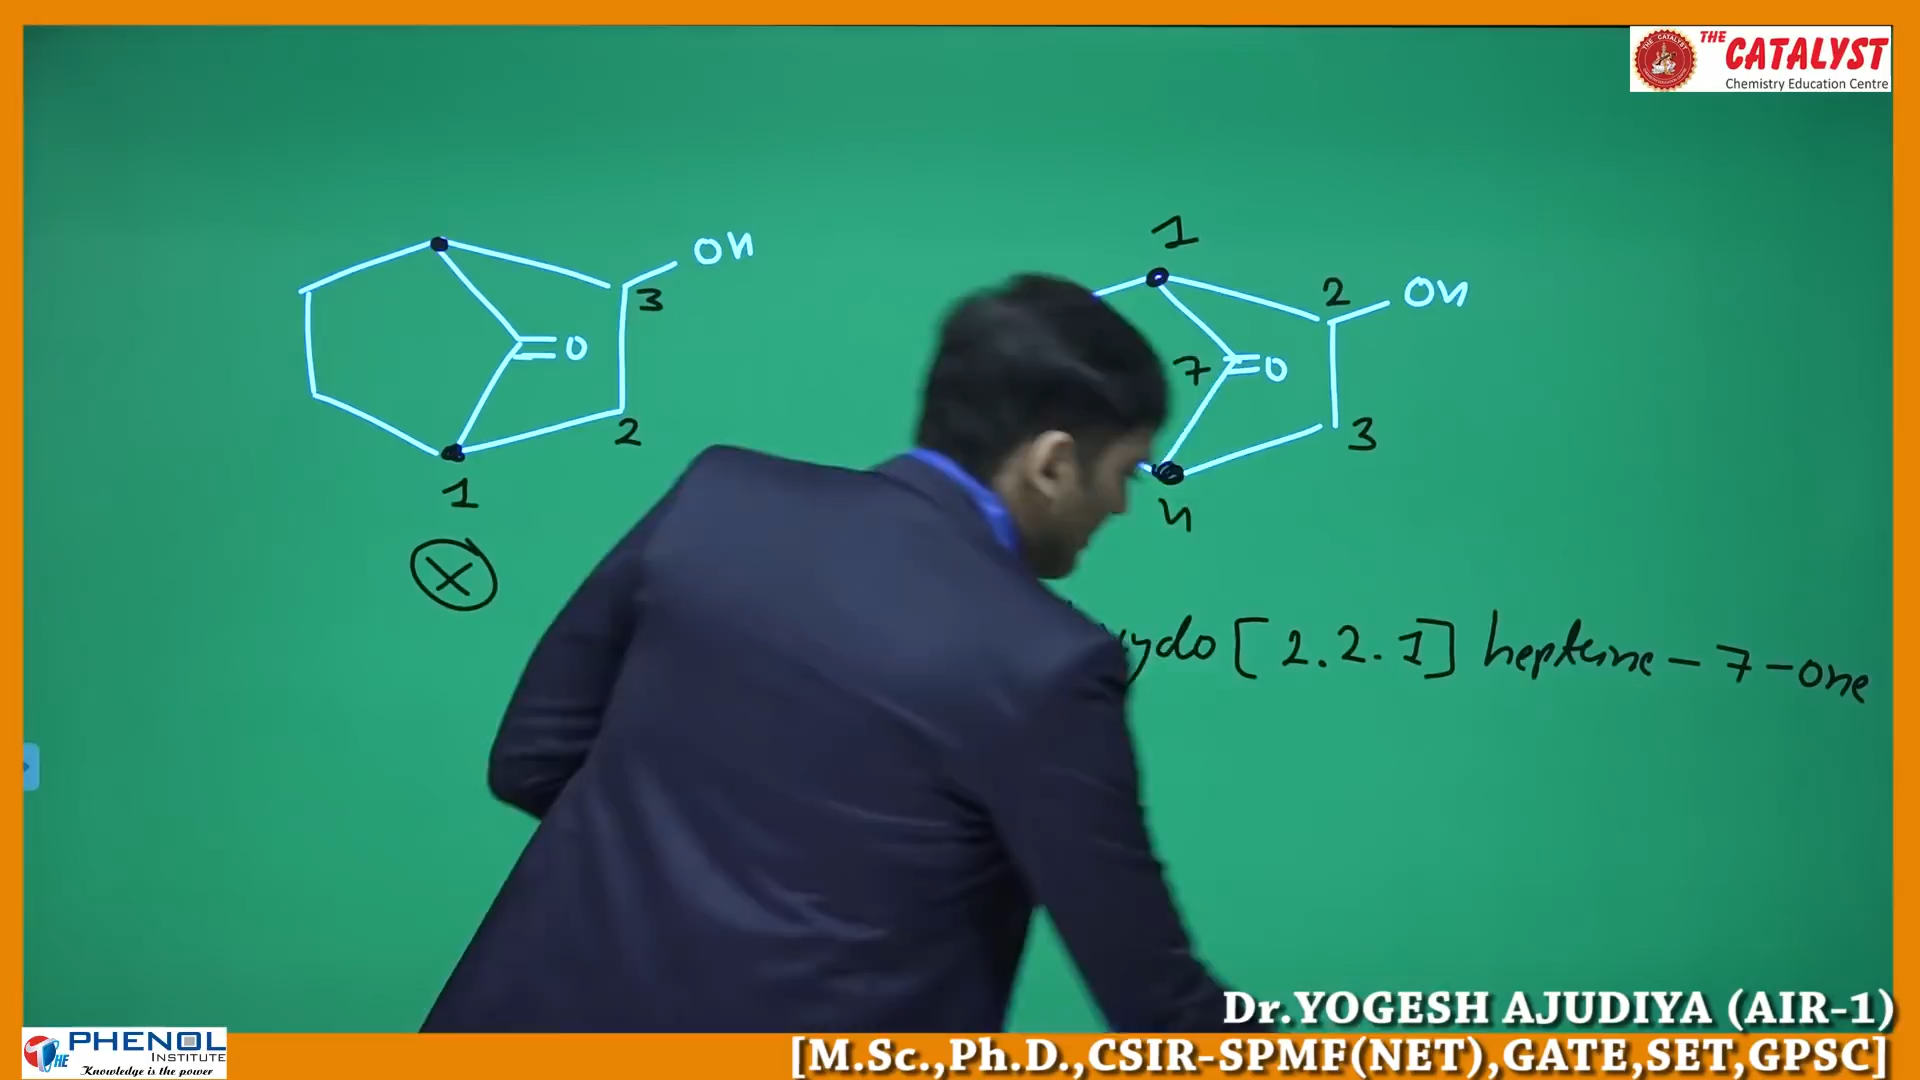 THE CATALYST
Chemistry Education Centre
OH
3
O
2
1
X
1
2
OH
7
O
3
4
[2.2.1] heptane-7-one
Dr.YOGESH AJUDIYA (AIR-1)
[M.Sc.,Ph.D.,CSIR-SPMF(NET),GATE,SET,GPSC]
THE PHENOL
INSTITUTE
Knowledge is the power